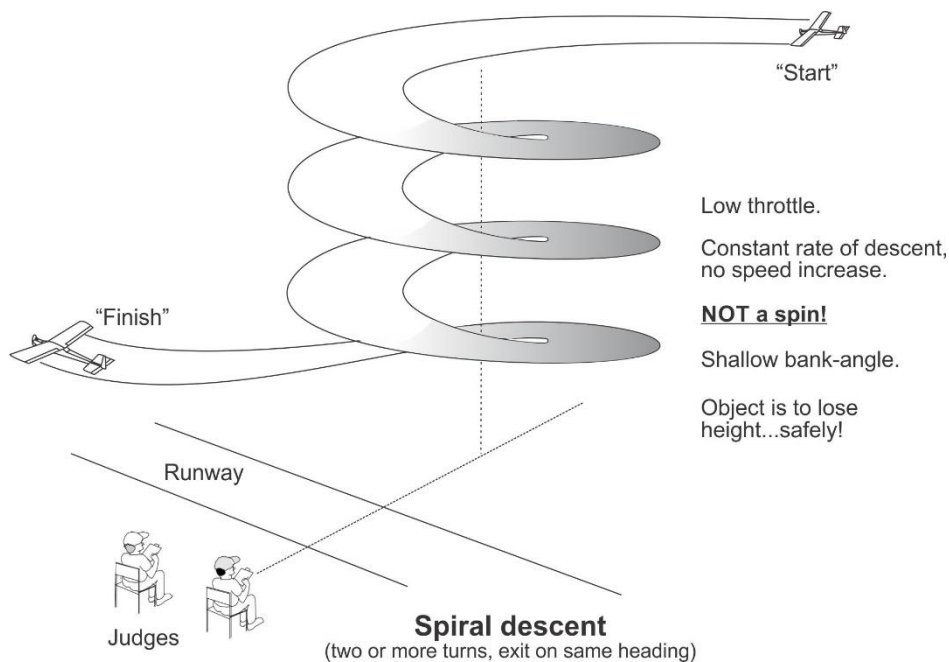 “Start”
Low throttle.
Constant rate of descent,
no speed increase.
NOT a spin!
“Finish”
Shallow bank-angle.
Object is to lose
height...safely!
Runway
Judges
Spiral descent
(two or more turns, exit on same heading)